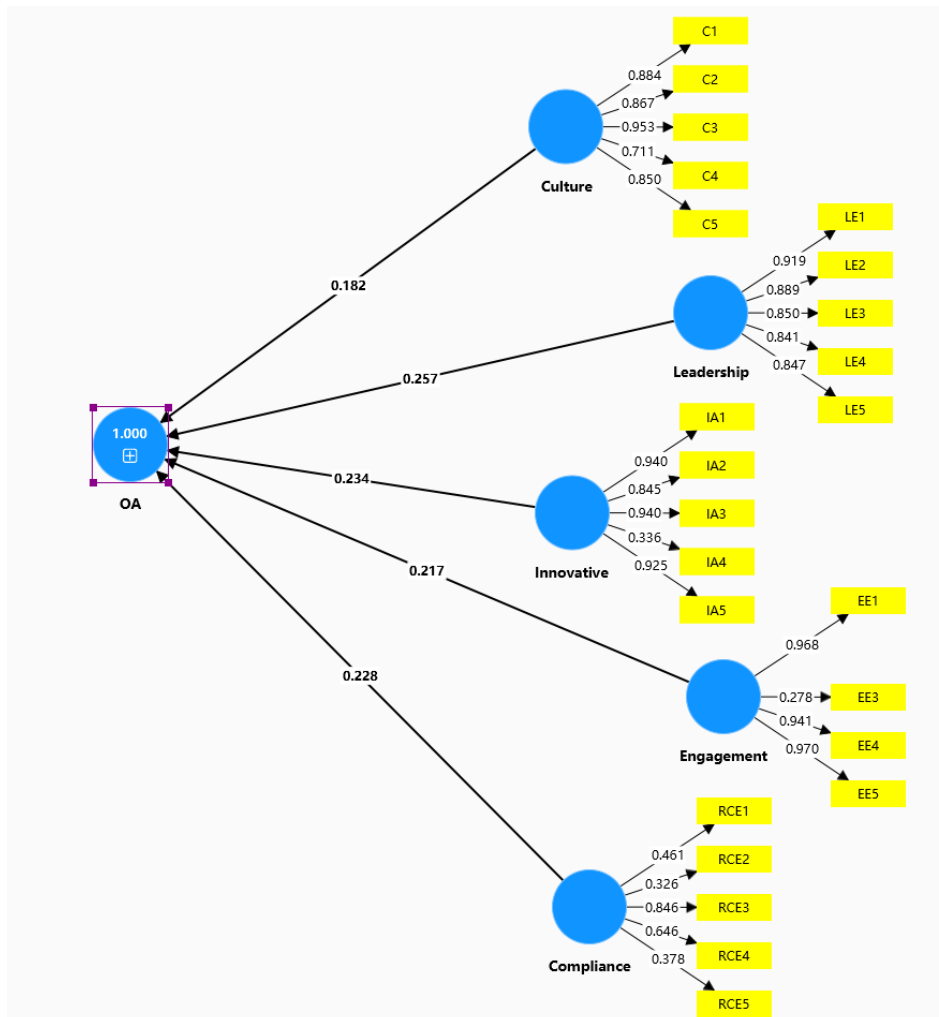 C1
0.884
C2
0.867
0.953
C3
0.711
C4
0.850
Culture
C5
LE1
0.919
LE2
0.889
0.182
0.850
LE3
0.841
LE4
0.847
Leadership
0.257
LE5
IA1
1.000
0.940
IA2
0.234
0.845
OA
0.940
IA3
0.336
IA4
0.925
Innovative
0.217
EE1
IA5
0.968
0.228
0.278
EE3
0.941
EE4
0.970
Engagement
EE5
RCE1
0.461
RCE2
0.326
0.846
RCE3
0.646
RCE4
0.378
Compliance
RCE5